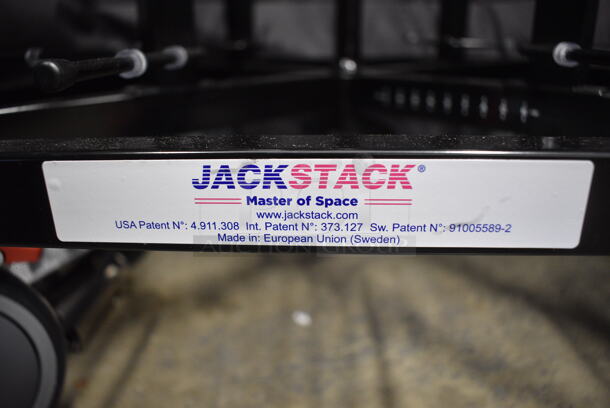 JACKSTACK®
Master of Space
www.jackstack.com
USA Patent N°: 4.911.308 Int. Patent N°: 373.127 Sw. Patent N°: 91005589-2
Made in: European Union (Sweden)